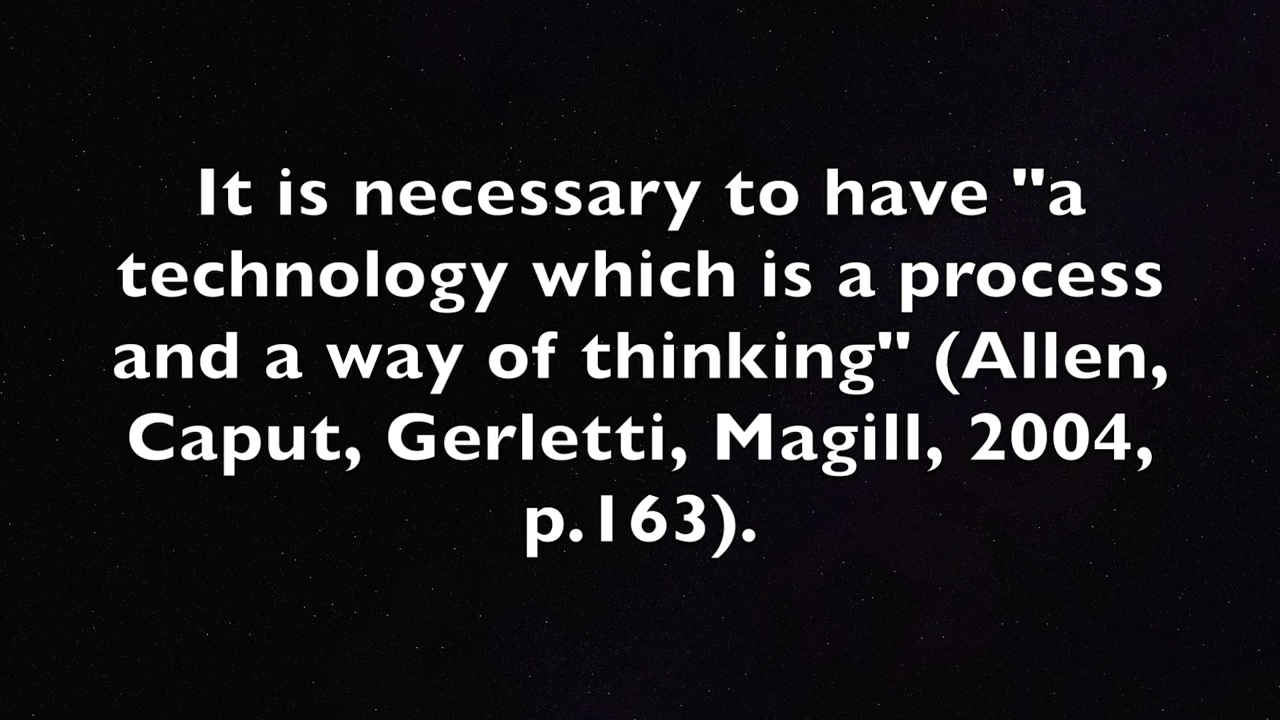 It is necessary to have "a
technology which is a process
and a way of thinking" (Allen,
Caput, Gerletti, Magill, 2004,
p.163).